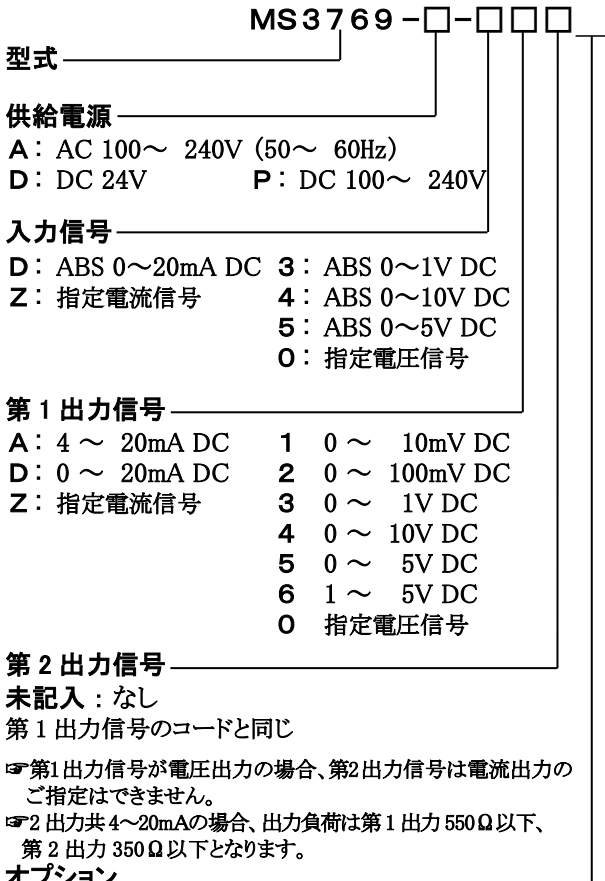 MS3769-□-□□□
型式
供給電源
A： AC 100～ 240V (50～ 60Hz)
D： DC 24V P： DC 100～ 240V
入力信号
D： ABS 0～20mA DC 3： ABS 0～1V DC
Z： 指定電流信号 4： ABS 0～10V DC
5： ABS 0～5V DC
0： 指定電圧信号
第１出力信号
A： 4 ～ 20mA DC 1 0 ～ 10mV DC
D： 0 ～ 20mA DC 2 0 ～ 100mV DC
Z： 指定電流信号 3 0 ～ 1V DC
4 0 ～ 10V DC
5 0 ～ 5V DC
6 1 ～ 5V DC
0 指定電圧信号
第２出力信号
未記入：なし
第１出力信号のコードと同じ
☞第1出力信号が電圧出力の場合、第2出力信号は電流出力の
ご指定はできません。
☞2 出力共 4～20mAの場合、出力負荷は第１出力 550Ω以下、
第 2 出力 350Ω以下となります。
オプション